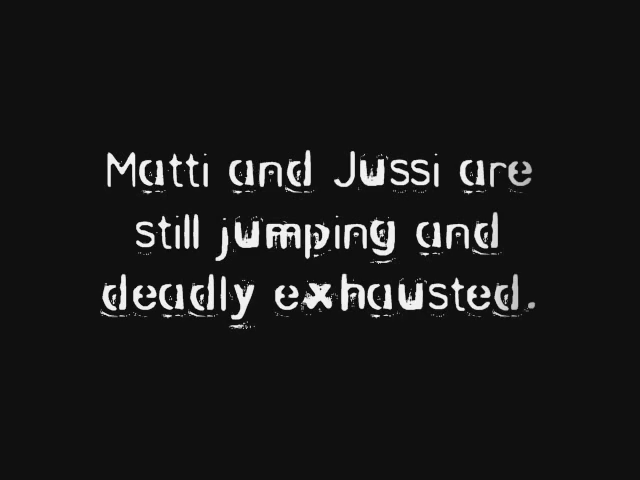 Matti and Jussi are
still jumping and
deadly exhausted.